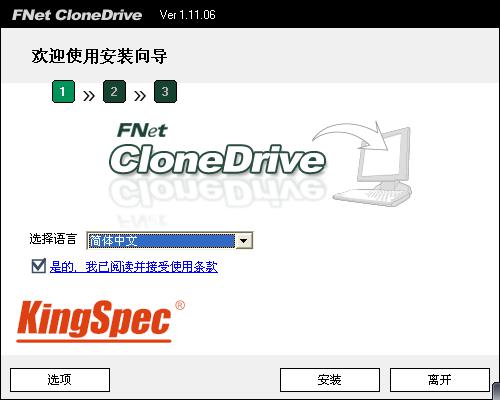 FNet CloneDrive Ver 1.11.06
欢迎使用安装向导
1 » 2 » 3
FNet
CloneDrive
选择语言 简体中文
是的，我已阅读并接受使用条款
KingSpec®
选项 安装 离开